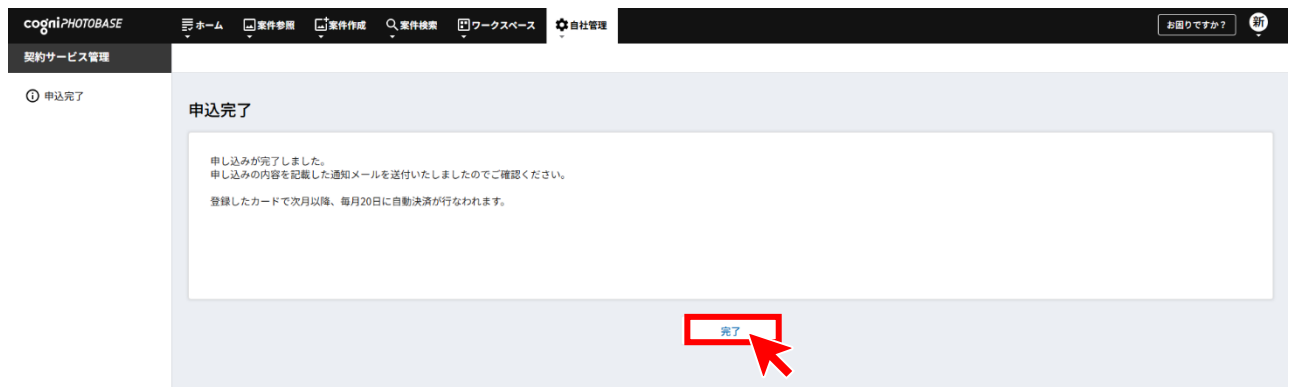 cogniPHOTOBASE
ホーム 案件参照 案件作成 案件検索 ワークスペース 自社管理 お困りですか？ 新
契約サービス管理
申込完了
申込完了
申し込みが完了しました。
申し込みの内容を記載した通知メールを送付いたしましたのでご確認ください。
登録したカードで次月以降、毎月20日に自動決済が行なわれます。
完了